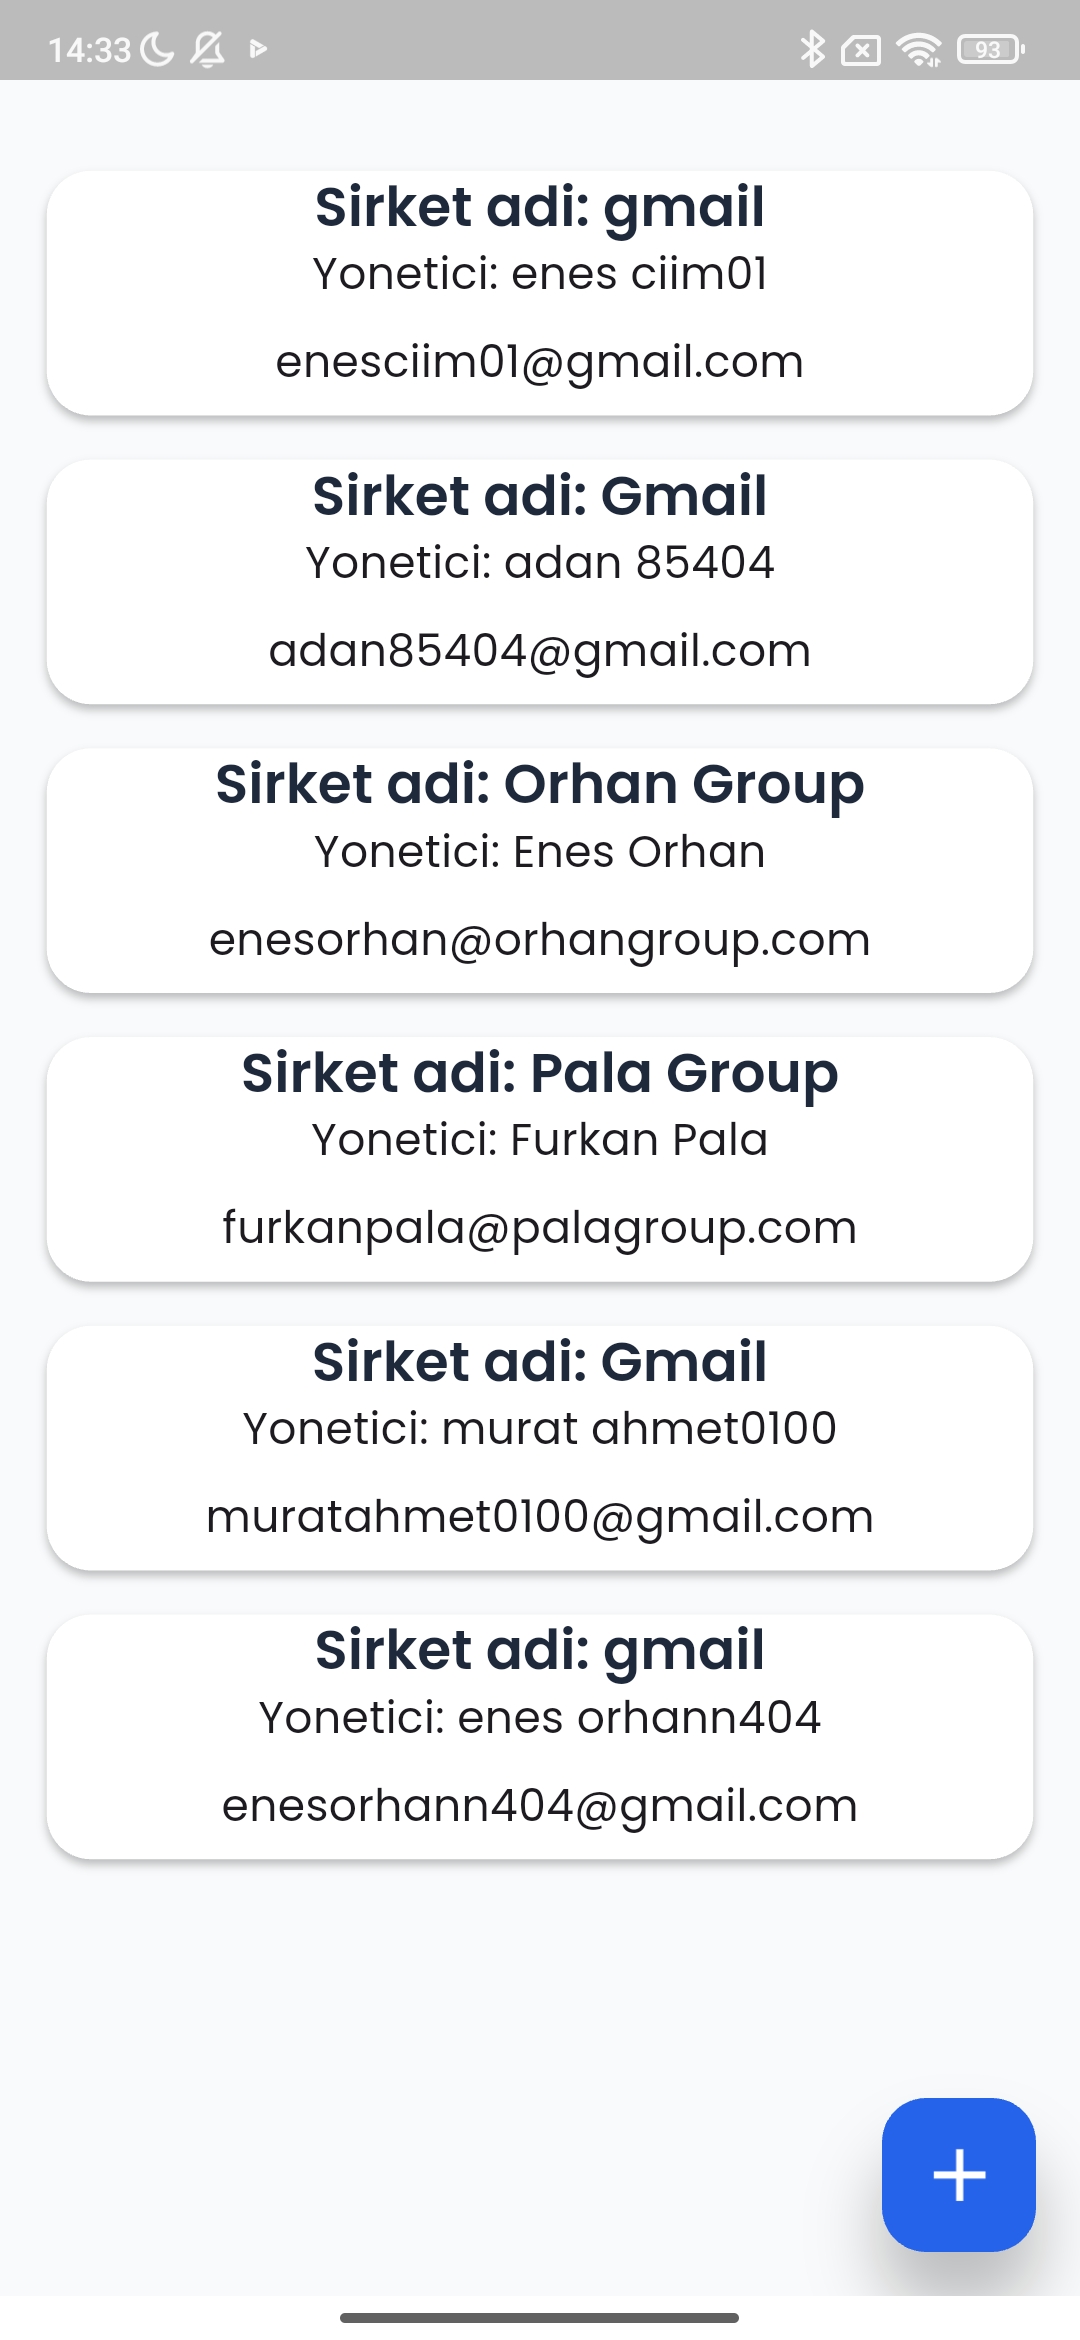 14:33
93
Sirket adi: gmail
Yonetici: enes ciim01
enesciim01@gmail.com
Sirket adi: Gmail
Yonetici: adan 85404
adan85404@gmail.com
Sirket adi: Orhan Group
Yonetici: Enes Orhan
enesorhan@orhangroup.com
Sirket adi: Pala Group
Yonetici: Furkan Pala
furkanpala@palagroup.com
Sirket adi: Gmail
Yonetici: murat ahmet0100
muratahmet0100@gmail.com
Sirket adi: gmail
Yonetici: enes orhann404
enesorhann404@gmail.com